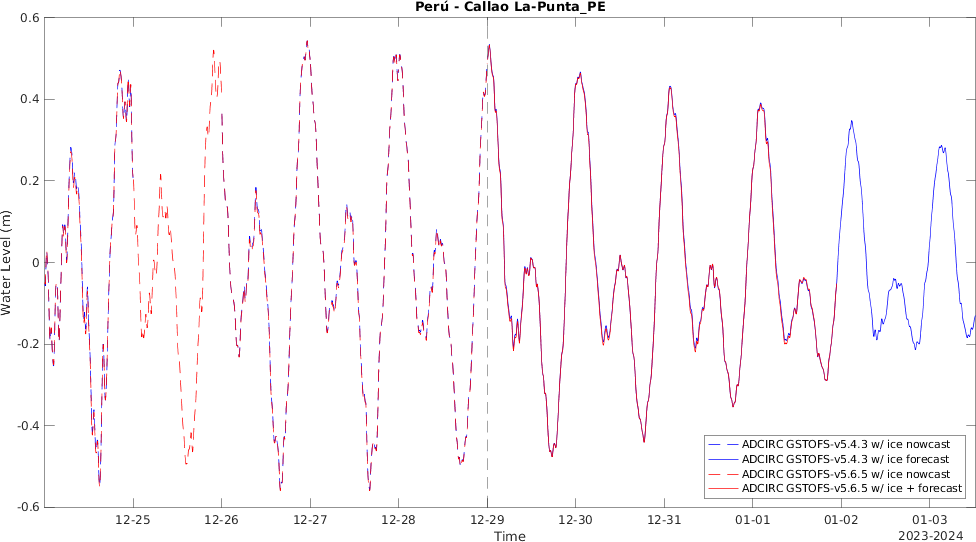 Perú - Callao La-Punta_PE
0.6
0.4
0.2
0
-0.2
-0.4
-0.6
Water Level (m)
12-25 12-26 12-27 12-28 12-29 12-30 12-31 01-01 01-02 01-03
Time
2023-2024
ADCIRC GSTOFS-v5.4.3 w/ ice nowcast
ADCIRC GSTOFS-v5.4.3 w/ ice forecast
ADCIRC GSTOFS-v5.6.5 w/ ice nowcast
ADCIRC GSTOFS-v5.6.5 w/ ice + forecast